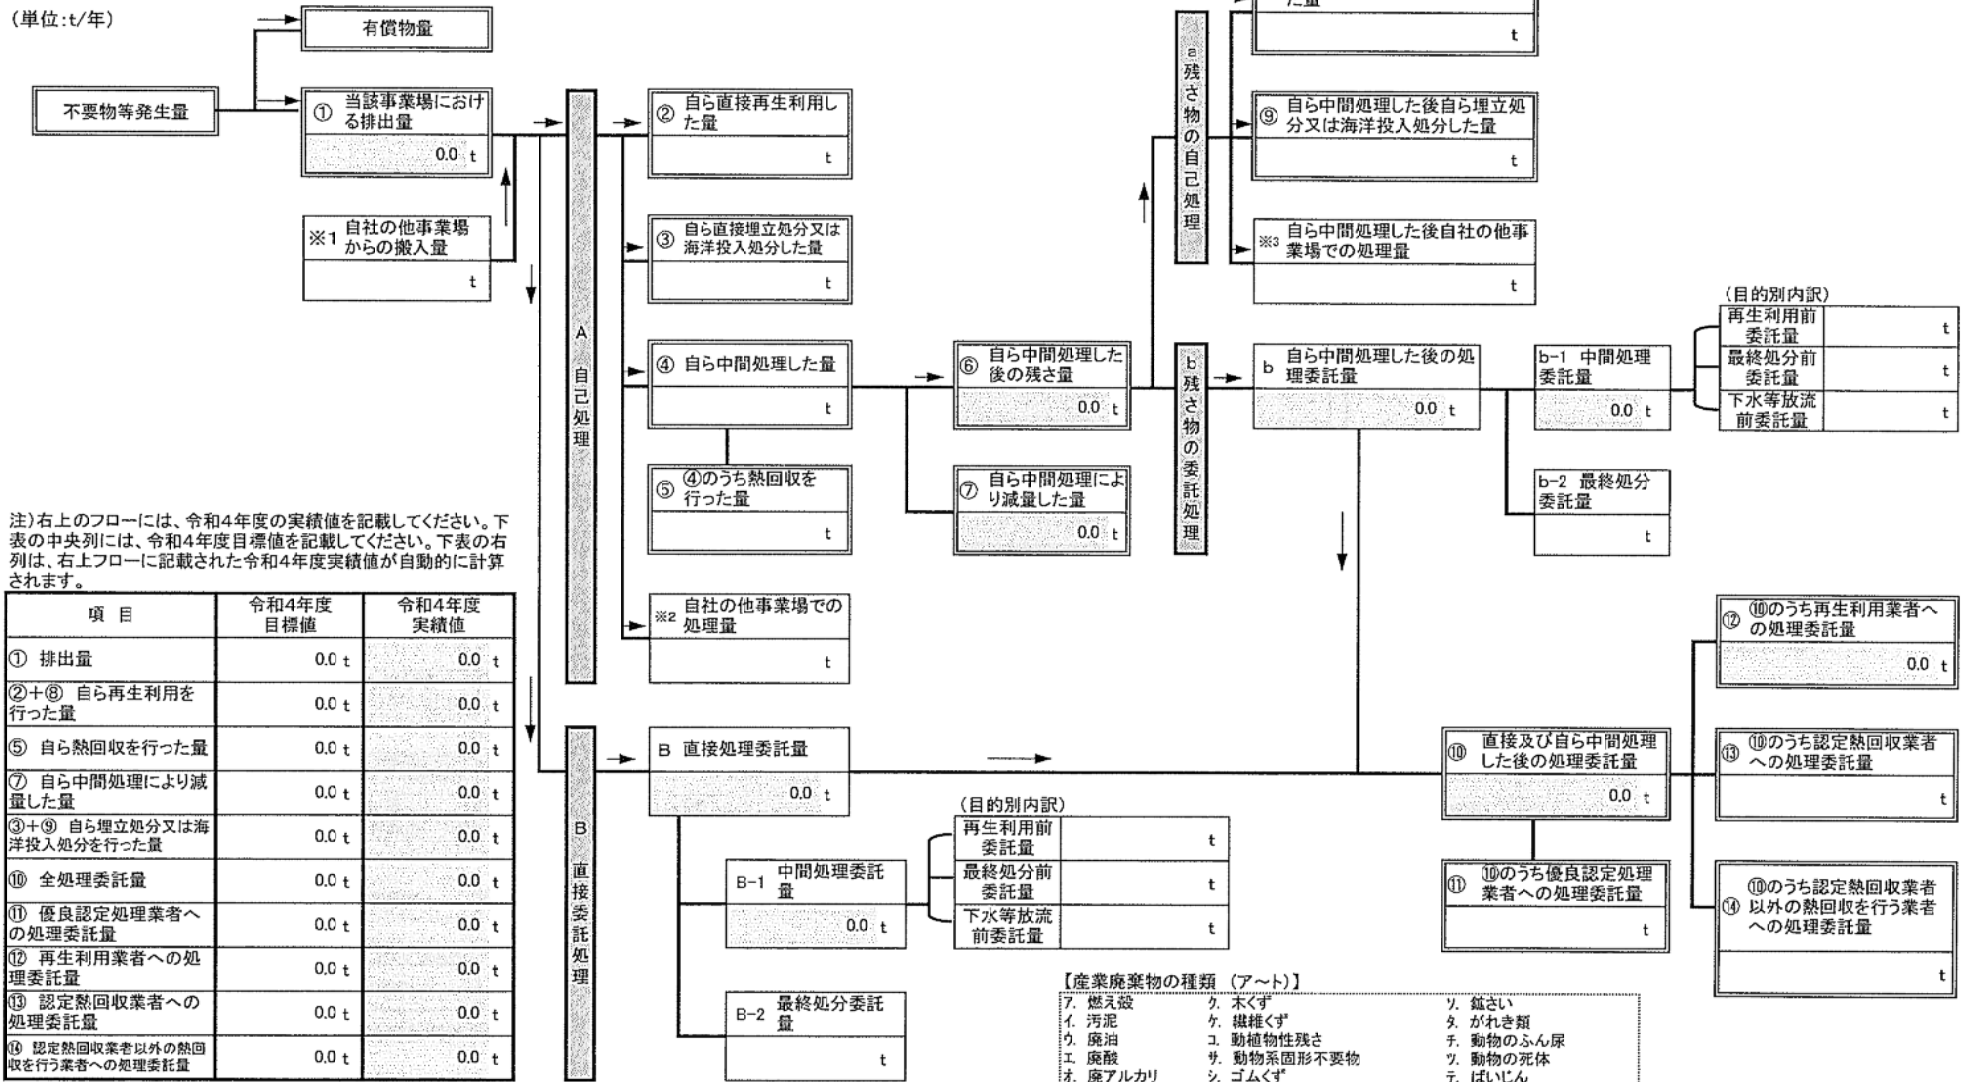 (単位:t/年)
有償物量
不要物等発生量
① 当該事業場におけ
る排出量
0.0 t
※1 自社の他事業場
からの搬入量
t
A 自己処理
② 自ら直接再生利用し
た量
t
③ 自ら直接埋立処分又は
海洋投入処分した量
t
④ 自ら中間処理した量
t
⑤ ④のうち熱回収を
行った量
t
※2 自社の他事業場での
処理量
t
⑥ 自ら中間処理した
後の残さ量
0.0 t
⑦ 自ら中間処理によ
り減量した量
0.0 t
a 残さ物の自己処理
た量
t
⑨ 自ら中間処理した後自ら埋立処
分又は海洋投入処分した量
t
※3 自ら中間処理した後自社の他事
業場での処理量
t
b 残さ物の委託処理
b 自ら中間処理した後の処
理委託量
0.0 t
b-1 中間処理
委託量
0.0 t
(目的別内訳)
再生利用前
委託量
t
最終処分前
委託量
t
下水等放流
前委託量
t
b-2 最終処分
委託量
t
注)右上のフローには、令和4年度の実績値を記載してください。下
表の中央列には、令和4年度目標値を記載してください。下表の右
列は、右上フローに記載された令和4年度実績値が自動的に計算
されます。
項 目
令和4年度
目標値
令和4年度
実績値
① 排出量
0.0 t
0.0 t
②+⑧ 自ら再生利用を
行った量
0.0 t
0.0 t
⑤ 自ら熱回収を行った量
0.0 t
0.0 t
⑦ 自ら中間処理により減
量した量
0.0 t
0.0 t
③+⑨ 自ら埋立処分又は海
洋投入処分を行った量
0.0 t
0.0 t
⑩ 全処理委託量
0.0 t
0.0 t
⑪ 優良認定処理業者へ
の処理委託量
0.0 t
0.0 t
⑫ 再生利用業者への処
理委託量
0.0 t
0.0 t
⑬ 認定熱回収業者への
処理委託量
0.0 t
0.0 t
⑭ 認定熱回収業者以外の熱回
収を行う業者への処理委託量
0.0 t
0.0 t
B 直接委託処理
B 直接処理委託量
0.0 t
B-1 中間処理委託
量
0.0 t
(目的別内訳)
再生利用前
委託量
t
最終処分前
委託量
t
下水等放流
前委託量
t
B-2 最終処分委託
量
t
⑩ 直接及び自ら中間処理
した後の処理委託量
0.0 t
⑪ ⑩のうち優良認定処理
業者への処理委託量
t
⑫ ⑩のうち再生利用業者へ
の処理委託量
0.0 t
⑬ ⑩のうち認定熱回収業者
への処理委託量
t
⑭ ⑩のうち認定熱回収業者
以外の熱回収を行う業者
への処理委託量
t
【産業廃棄物の種類 (ア～ト)】
ア. 燃え殻
イ. 汚泥
ウ. 廃油
エ. 廃酸
オ. 廃アルカリ
ク. 木くず
ケ. 繊維くず
コ. 動植物性残さ
サ. 動物系固形不要物
シ. ゴムくず
ソ. 鉱さい
タ. がれき類
チ. 動物のふん尿
ツ. 動物の死体
テ. ばいじん